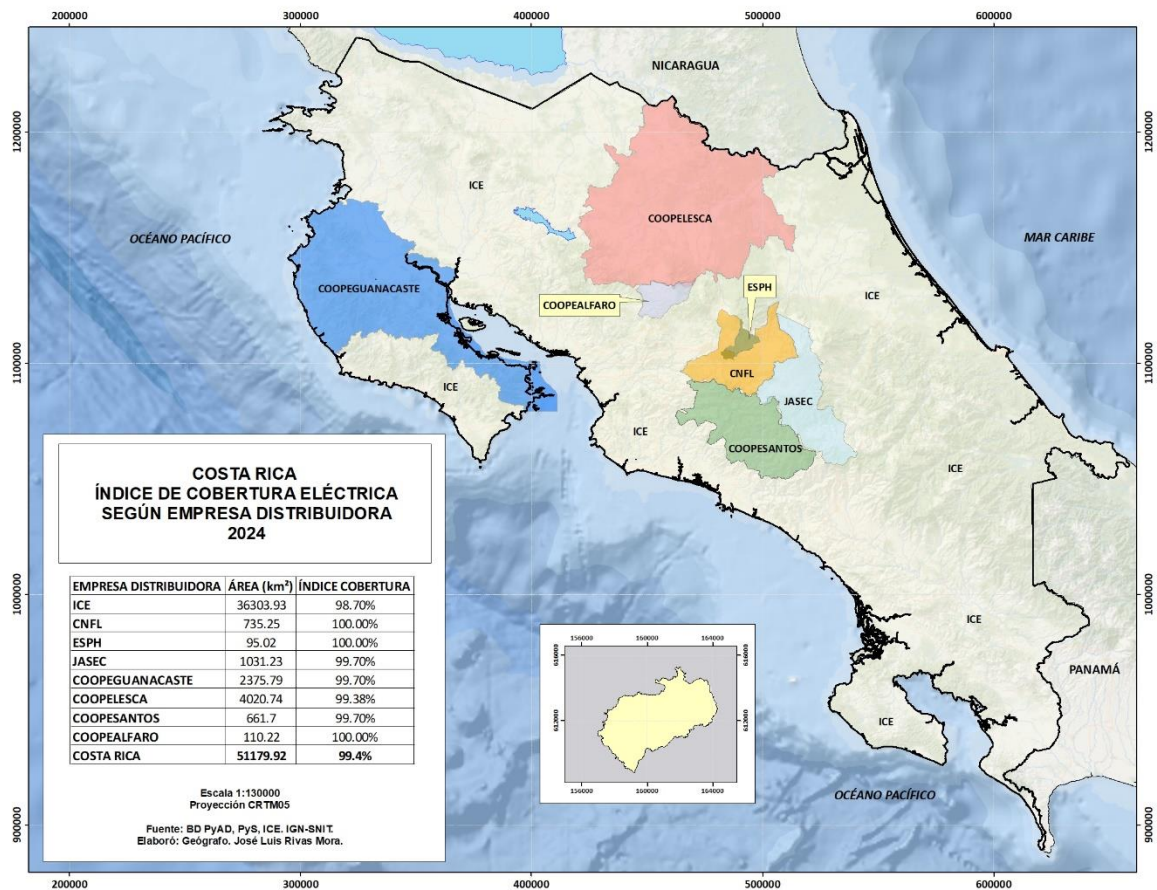 200000 300000 400000 500000 600000
NICARAGUA
1200000 1200000
ICE
COOPELESCA
OCÉANO PACÍFICO
MAR CARIBE
COOPEGUANACASTE
ESPH
COOPEALFARO
ICE
1100000 1100000
CNFL
ICE
JASEC
ICE
COOPESANTOS
ICE
COSTA RICA
ÍNDICE DE COBERTURA ELÉCTRICA
SEGÚN EMPRESA DISTRIBUIDORA
2024
EMPRESA DISTRIBUIDORA ÁREA (km²) ÍNDICE COBERTURA
ICE 36303.93 98.70%
CNFL 735.25 100.00%
ESPH 95.02 100.00%
JASEC 1031.23 99.70%
COOPEGUANACASTE 2375.79 99.70%
COOPELESCA 4020.74 99.38%
COOPESANTOS 661.7 99.70%
COOPEALFARO 110.22 100.00%
COSTA RICA 51179.92 99.4%
Escala 1:130000
Proyección CRTM05
Fuente: BD PyAD, PyS, ICE. IGN-SNIT.
Elaboró: Geógrafo. José Luis Rivas Mora.
1000000 1000000
ICE
PANAMÁ
156000 160000 164000
616000 616000
612000 612000
156000 160000 164000
ICE
OCÉANO PACÍFICO
900000 900000
200000 300000 400000 500000 600000